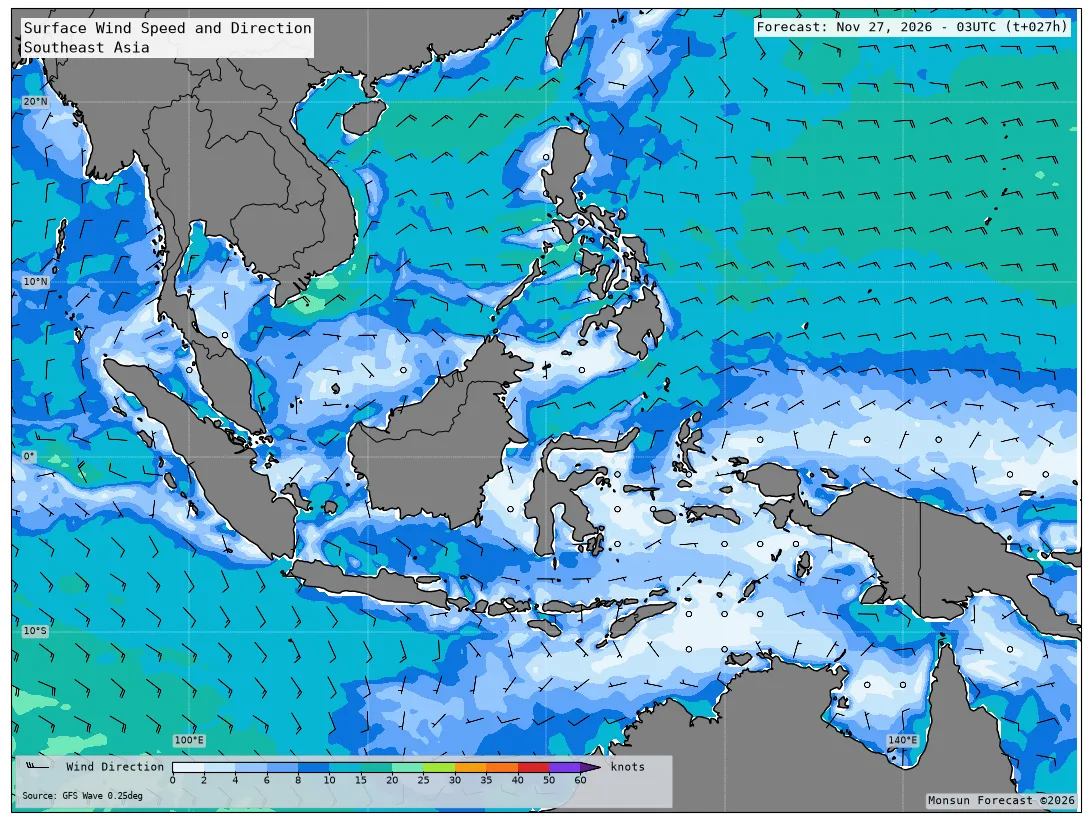 Surface Wind Speed and Direction
Southeast Asia
Forecast: Nov 27, 2026 - 03UTC (t+027h)
20°N
10°N
0°
10°S
100°E
140°E
Wind Direction
0 2 4 6 8 10 15 20 25 30 35 40 50 60 knots
Source: GFS Wave 0.25deg
Monsun Forecast ©2026